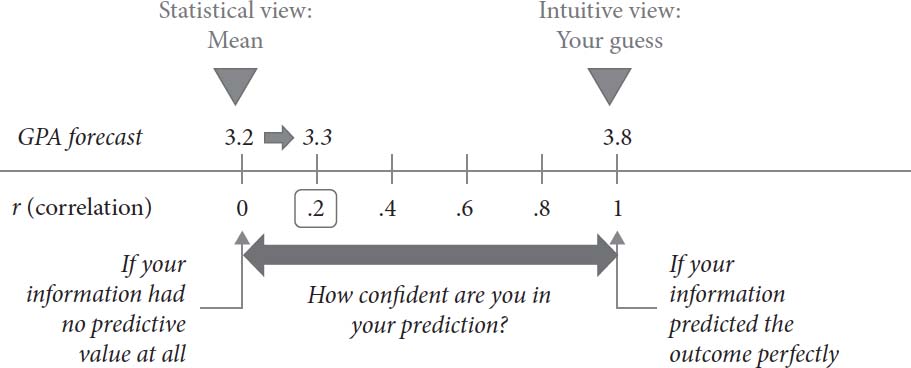 Statistical view:
Mean
Intuitive view:
Your guess
GPA forecast 3.2 3.3 3.8
r (correlation) 0 .2 .4 .6 .8 1
If your
information had
no predictive
value at all
How confident are you in
your prediction?
If your
information
predicted the
outcome perfectly